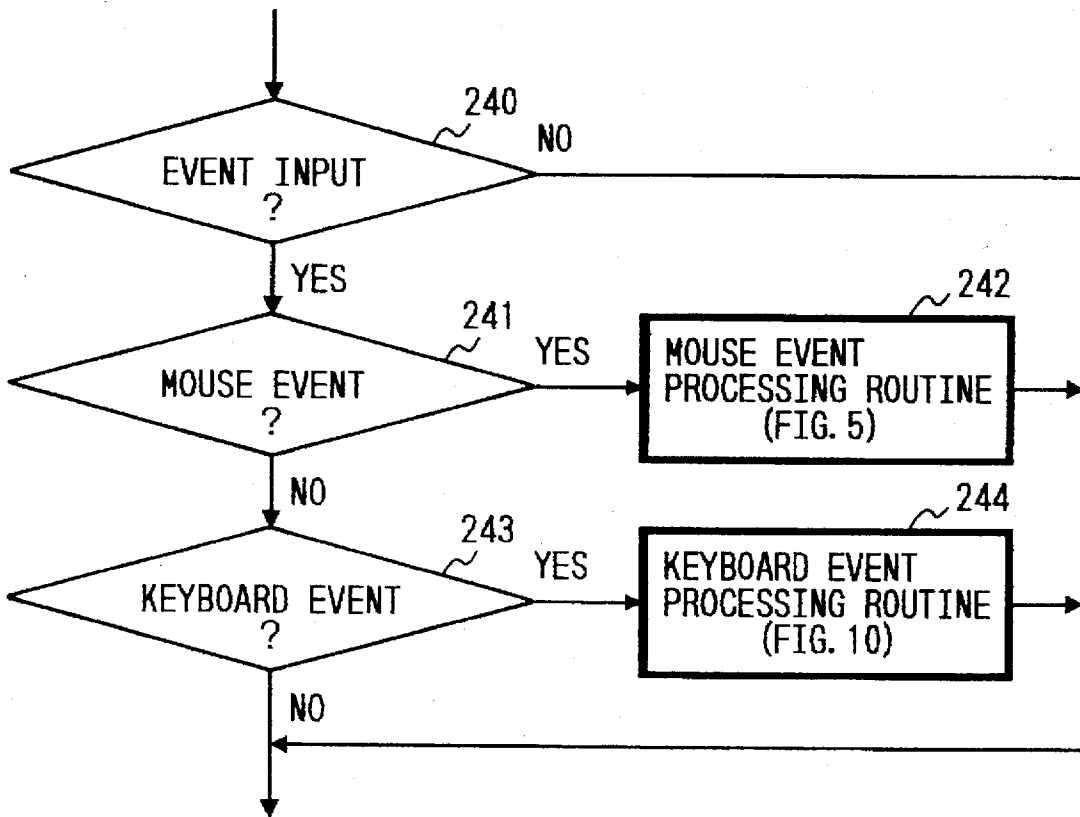 240
NO
EVENT INPUT
?
YES
241
YES
MOUSE EVENT
?
242
MOUSE EVENT
PROCESSING ROUTINE
(FIG. 5)
NO
243
YES
KEYBOARD EVENT
?
244
KEYBOARD EVENT
PROCESSING ROUTINE
(FIG. 10)
NO